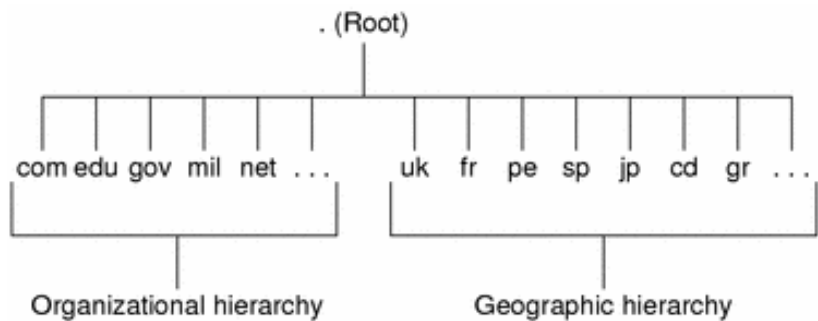 . (Root)
com edu gov mil net . . . uk fr pe sp jp cd gr . . .
Organizational hierarchy Geographic hierarchy